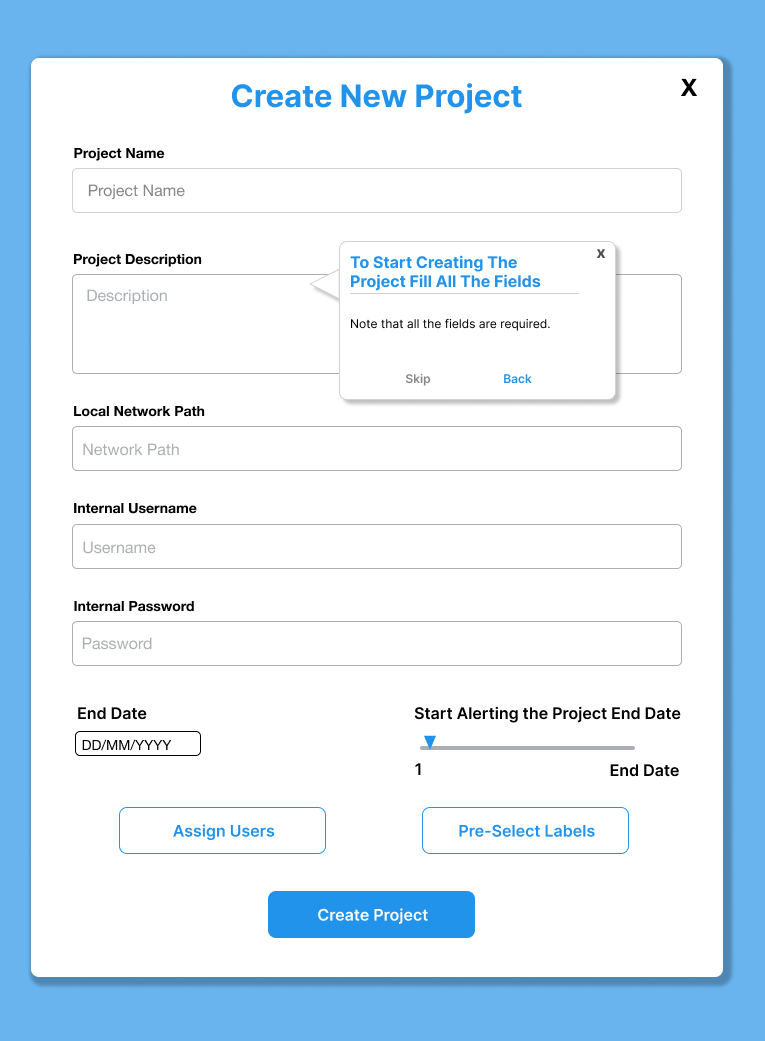 Create New Project
X
Project Name
Project Name
Project Description
Description
X
To Start Creating The
Project Fill All The Fields
Note that all the fields are required.
Skip
Back
Local Network Path
Network Path
Internal Username
Username
Internal Password
Password
End Date
DD/MM/YYYY
Start Alerting the Project End Date
1
End Date
Assign Users
Pre-Select Labels
Create Project